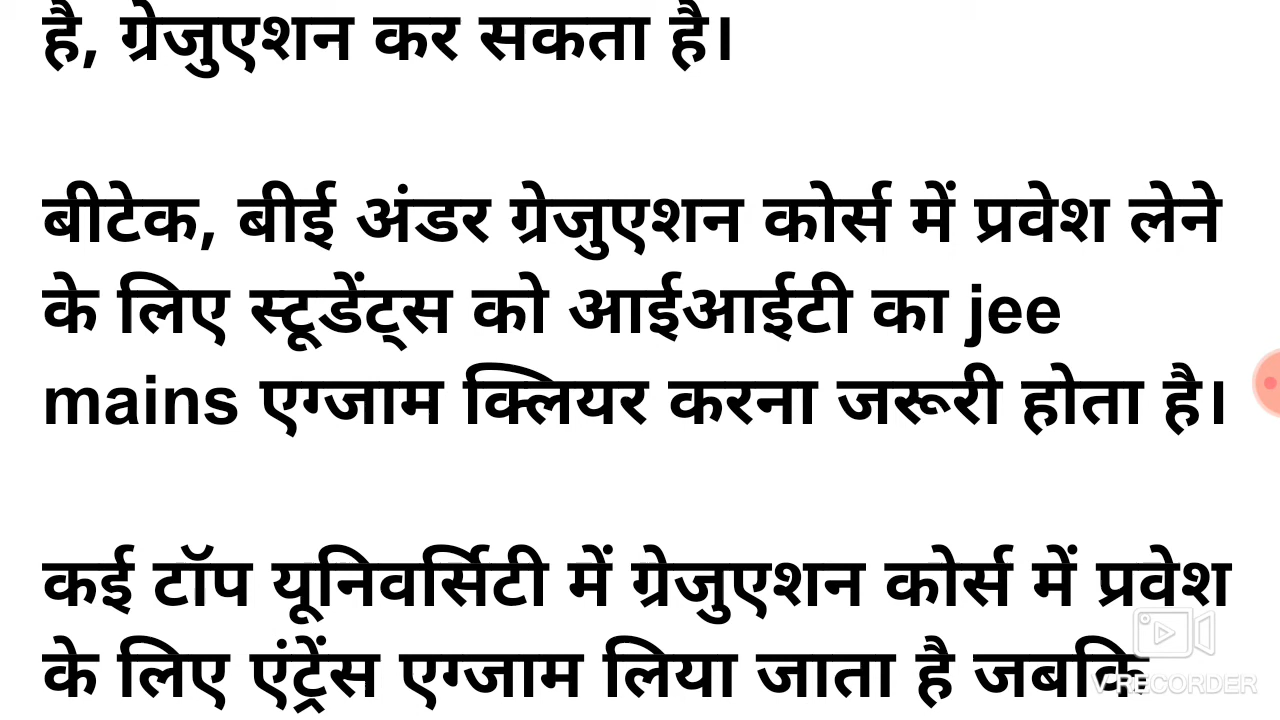 है, ग्रेजुएशन कर सकता है।
बीटेक, बीई अंडर ग्रेजुएशन कोर्स में प्रवेश लेने
के लिए स्टूडेंट्स को आईआईटी का jee
mains एग्जाम क्लियर करना जरूरी होता है।
कई टॉप यूनिवर्सिटी में ग्रेजुएशन कोर्स में प्रवेश
के लिए एंट्रेंस एग्जाम लिया जाता है जबकि
V RECORDER